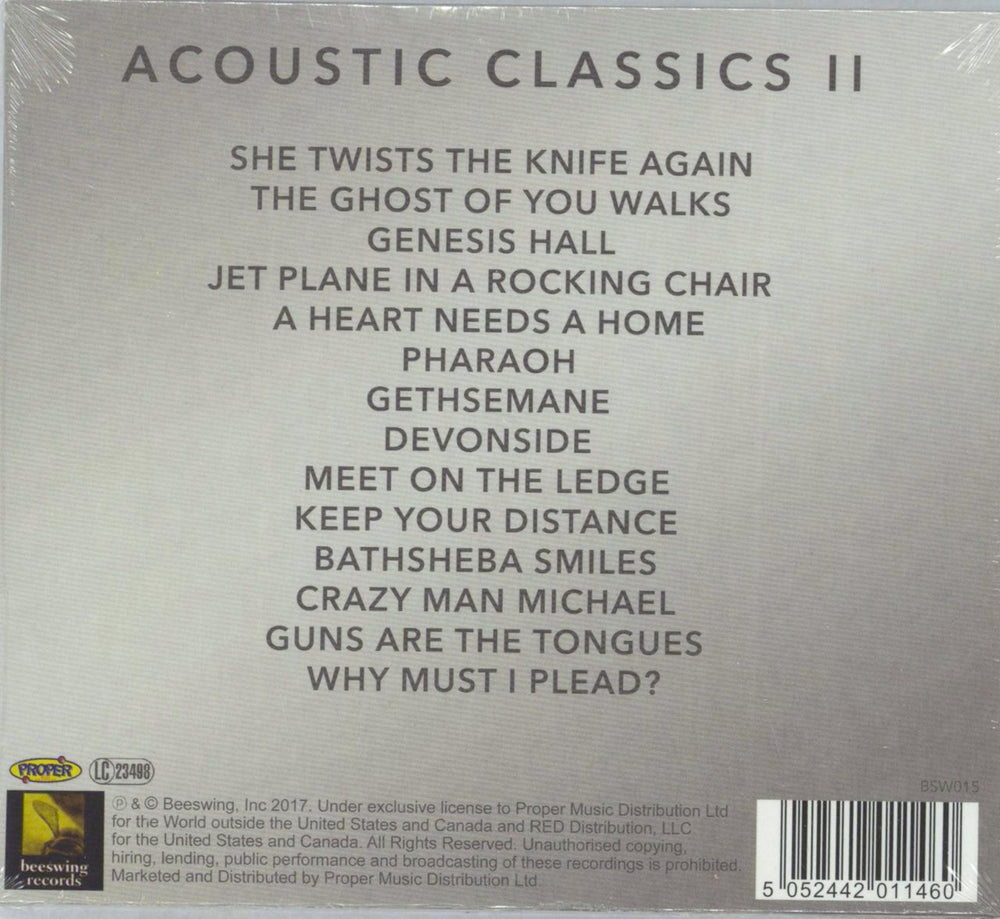 ACOUSTIC CLASSICS II
SHE TWISTS THE KNIFE AGAIN
THE GHOST OF YOU WALKS
GENESIS HALL
JET PLANE IN A ROCKING CHAIR
A HEART NEEDS A HOME
PHARAOH
GETHSEMANE
DEVONSIDE
MEET ON THE LEDGE
KEEP YOUR DISTANCE
BATHSHEBA SMILES
CRAZY MAN MICHAEL
GUNS ARE THE TONGUES
WHY MUST I PLEAD?
PROPER
LC 23498
beeswing
records
℗ & © Beeswing, Inc 2017. Under exclusive license to Proper Music Distribution Ltd
for the World outside the United States and Canada and RED Distribution, LLC
for the United States and Canada. All Rights Reserved. Unauthorised copying,
hiring, lending, public performance and broadcasting of these recordings is prohibited.
Marketed and Distributed by Proper Music Distribution Ltd.
BSW015
5 052442 011460